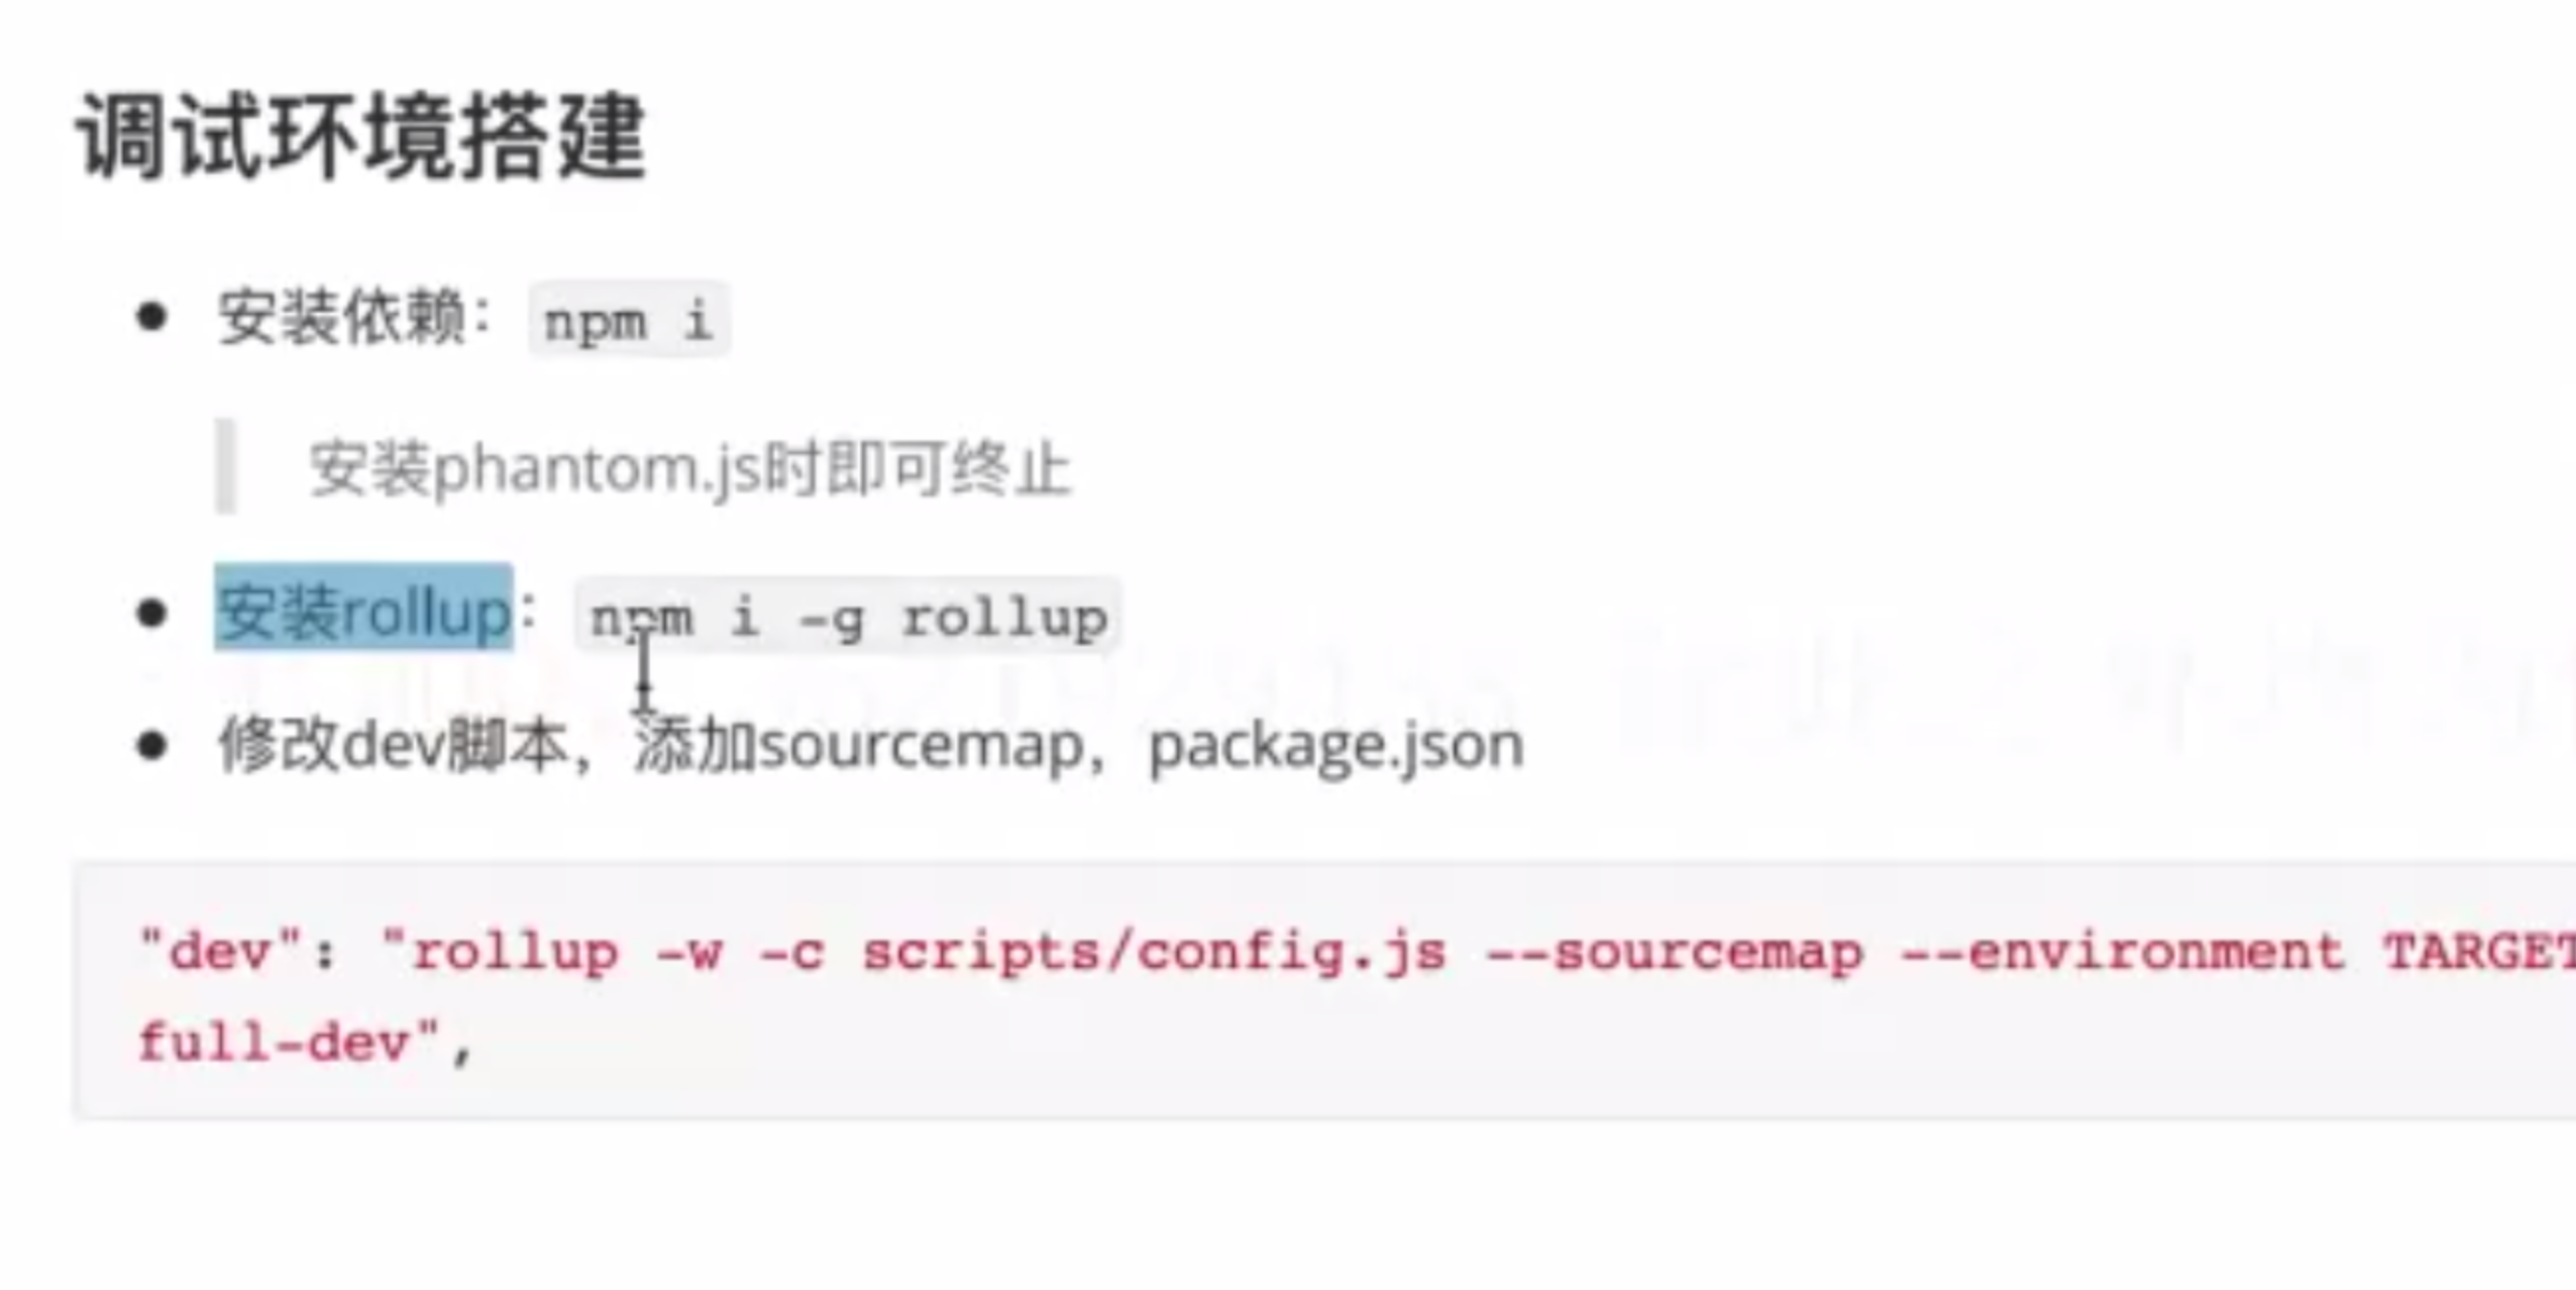 调试环境搭建
安装依赖： npm i
安装phantom.js时即可终止
安装rollup： npm i -g rollup
修改dev脚本，添加sourcemap，package.json
"dev": "rollup -w -c scripts/config.js --sourcemap --environment TARGET
full-dev",